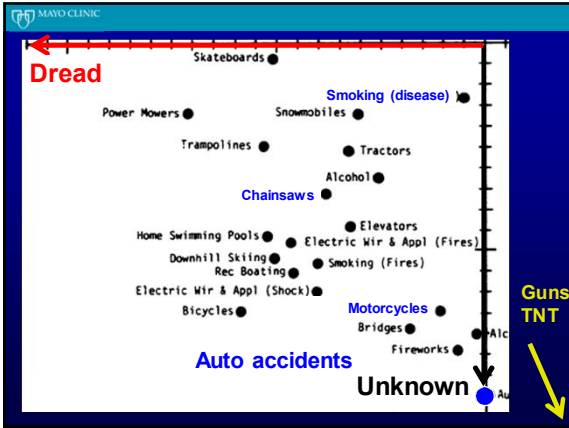 MAYO CLINIC
Skateboards
Dread
Smoking (disease)
Power Mowers
Snowmobiles
Trampolines
Tractors
Alcohol
Chainsaws
Elevators
Home Swimming Pools
Electric Wir & Appl (Fires)
Downhill Skiing
Smoking (Fires)
Rec Boating
Electric Wir & Appl (Shock)
Guns
TNT
Bicycles
Motorcycles
Bridges
Alc
Fireworks
Auto accidents
Unknown
Au